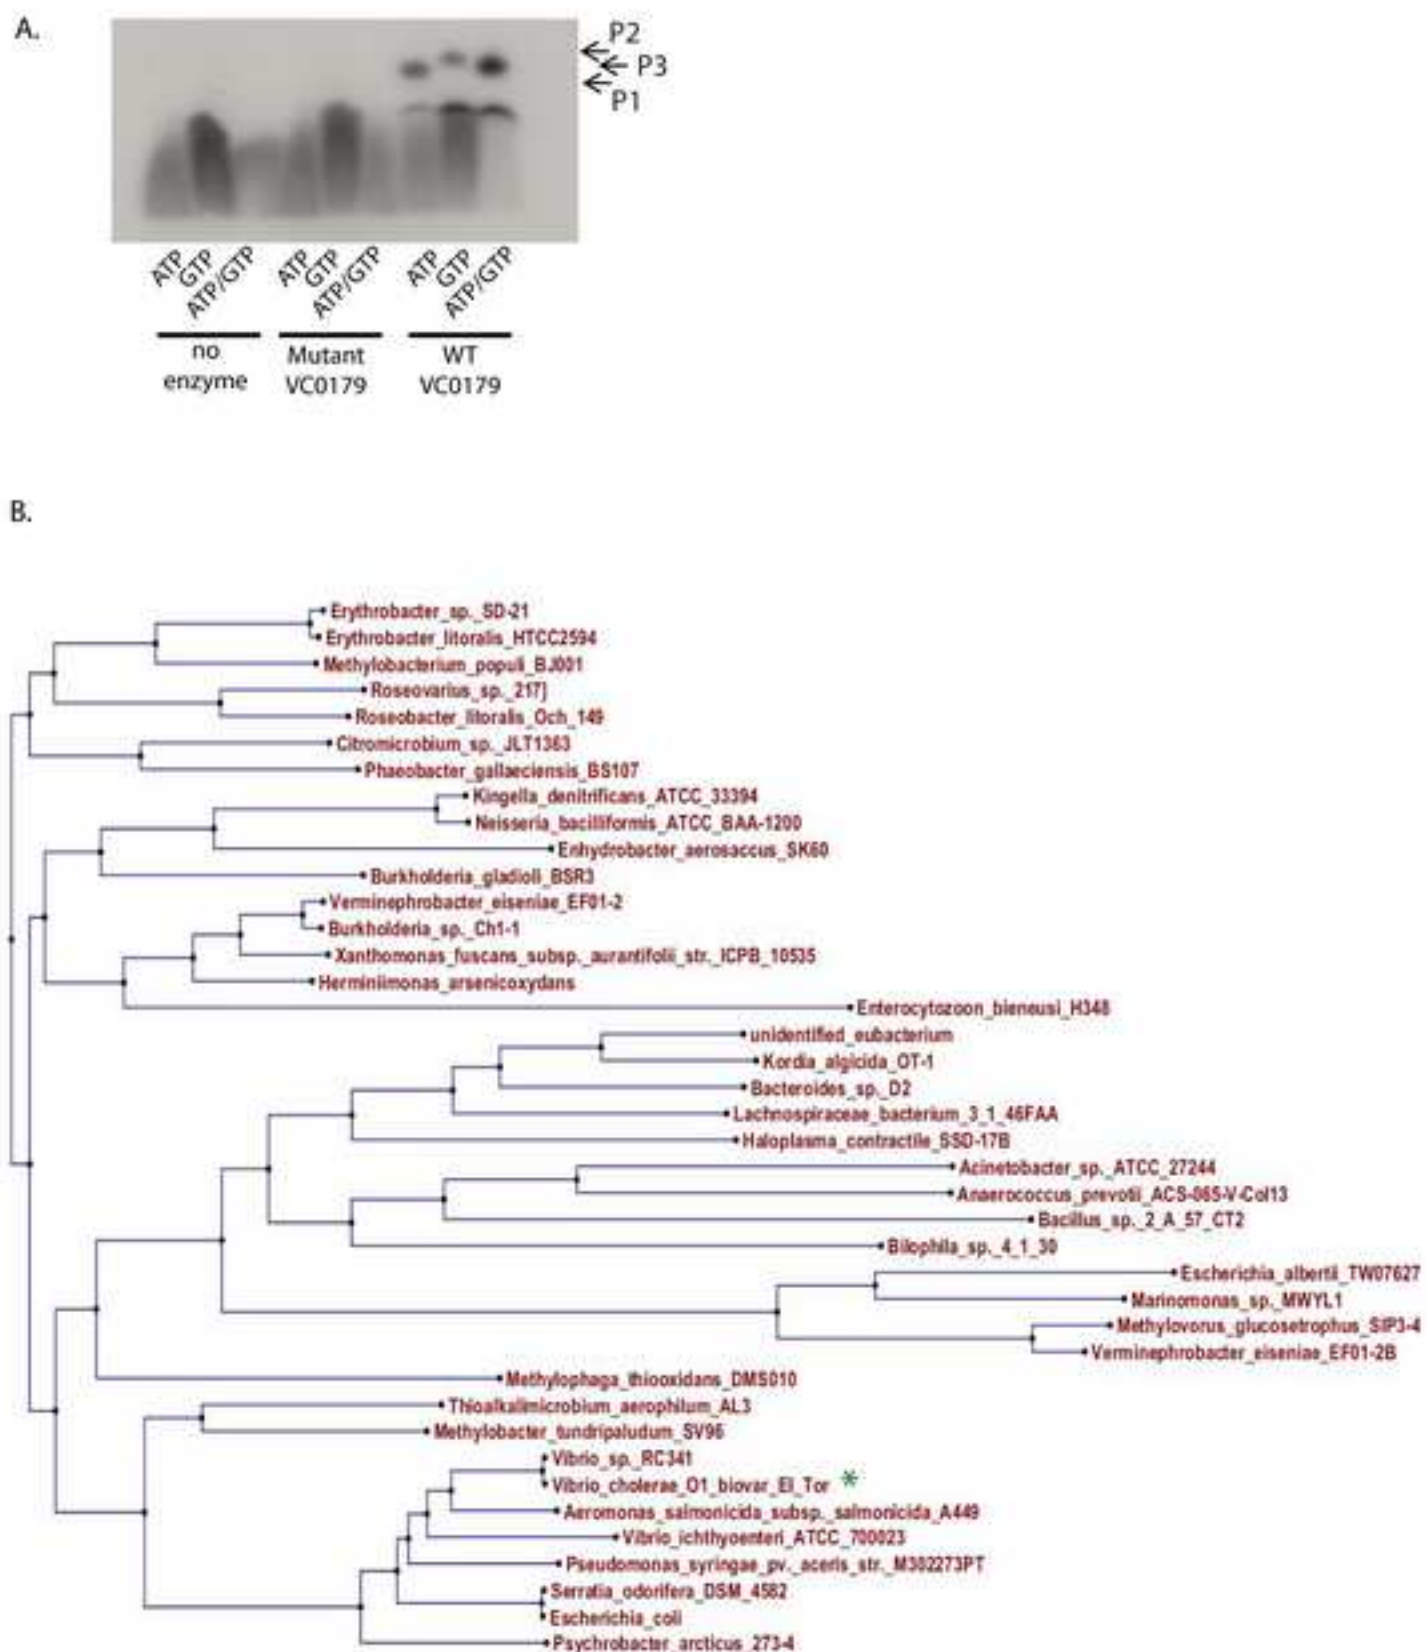 A.
P2
P3
P1
ATP
GTP
ATP/GTP
ATP
GTP
ATP/GTP
ATP
GTP
ATP/GTP
no
enzyme
Mutant
VC0179
WT
VC0179
B.
Erythrobacter_sp._SD-21
Erythrobacter_litoralis_HTCC2594
Methylobacterium_populi_BJ001
Roseovarius_sp._217]
Roseobacter_litoralis_Och_149
Citromicrobium_sp._JLT1363
Phaeobacter_gallaeciensis_BS107
Kingella_denitrificans_ATCC_33394
Neisseria_bacilliformis_ATCC_BAA-1200
Enhydrobacter_aerosaccus_SK60
Burkholderia_gladioli_BSR3
Verminephrobacter_eiseniae_EF01-2
Burkholderia_sp._Ch1-1
Xanthomonas_fuscans_subsp._aurantifolii_str._ICPB_10535
Herminiimonas_arsenicoxydans
Enterocytozoon_bieneusi_H348
unidentified_eubacterium
Kordia_algicida_OT-1
Bacteroides_sp._D2
Lachnospiraceae_bacterium_3_1_46FAA
Haloplasma_contractile_SSD-17B
Acinetobacter_sp._ATCC_27244
Anaerococcus_prevotii_ACS-065-V-Col13
Bacillus_sp._2_A_57_CT2
Bilophila_sp._4_1_30
Escherichia_albertii_TW07627
Marinomonas_sp._MWYL1
Methylovorus_glucosetrophus_SIP3-4
Verminephrobacter_eiseniae_EF01-2B
Methylophaga_thiooxidans_DMS010
Thioalkalimicrobium_aerophilum_AL3
Methylobacter_tundripaludum_SV96
Vibrio_sp._RC341
Vibrio_cholerae_O1_biovar_El_Tor *
Aeromonas_salmonicida_subsp._salmonicida_A449
Vibrio_ichthyoenteri_ATCC_700023
Pseudomonas_syringae_pv._aceris_str._M302273PT
Serratia_odorifera_DSM_4582
Escherichia_coli
Psychrobacter_arcticus_273-4